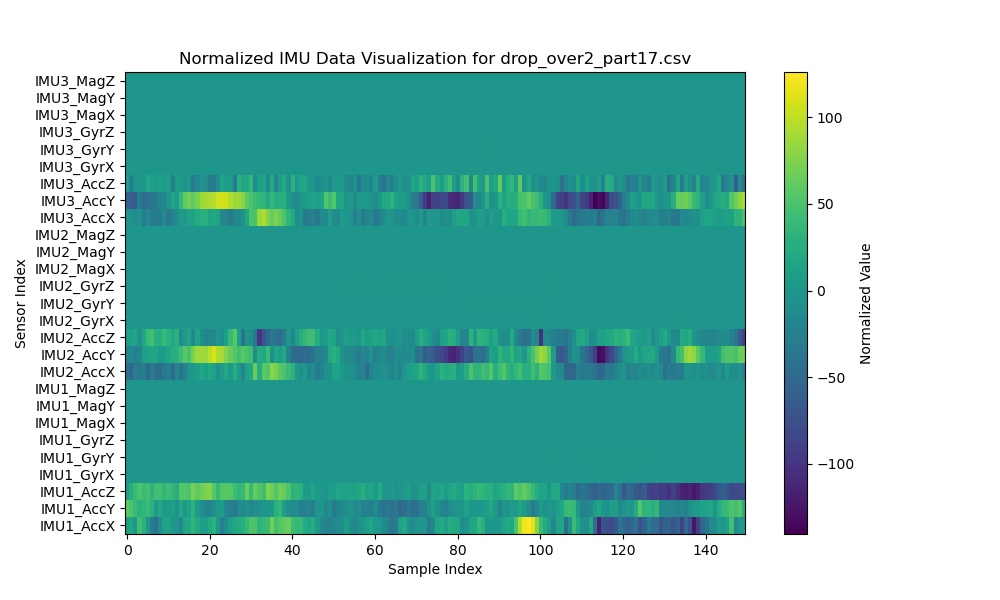 Normalized IMU Data Visualization for drop_over2_part17.csv
IMU3_MagZ
IMU3_MagY
IMU3_MagX
IMU3_GyrZ
IMU3_GyrY
IMU3_GyrX
IMU3_AccZ
IMU3_AccY
IMU3_AccX
IMU2_MagZ
IMU2_MagY
IMU2_MagX
IMU2_GyrZ
IMU2_GyrY
IMU2_GyrX
IMU2_AccZ
IMU2_AccY
IMU2_AccX
IMU1_MagZ
IMU1_MagY
IMU1_MagX
IMU1_GyrZ
IMU1_GyrY
IMU1_GyrX
IMU1_AccZ
IMU1_AccY
IMU1_AccX
Sensor Index
0 20 40 60 80 100 120 140
Sample Index
100
50
0
−50
−100
Normalized Value